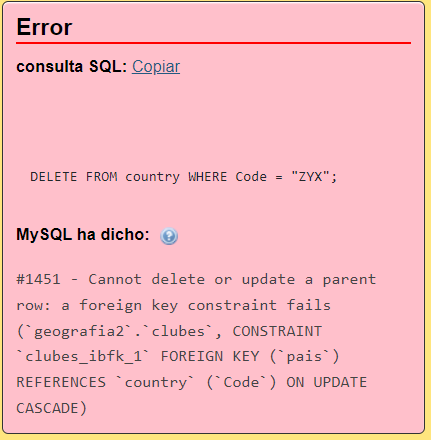 Error
consulta SQL: Copiar
DELETE FROM country WHERE Code = "ZYX";
MySQL ha dicho:
#1451 - Cannot delete or update a parent
row: a foreign key constraint fails
(`geografia2`.`clubes`, CONSTRAINT
`clubes_ibfk_1` FOREIGN KEY (`pais`)
REFERENCES `country` (`Code`) ON UPDATE
CASCADE)